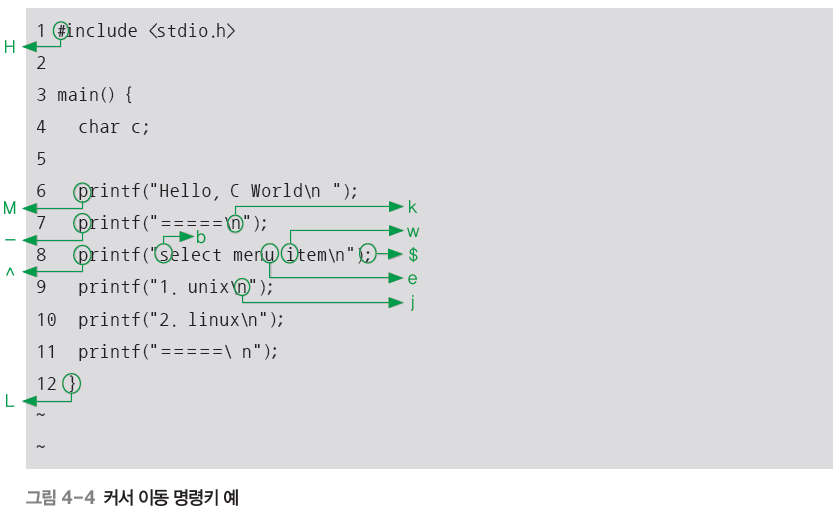 1 #include <stdio.h>
H
2
3 main() {
4 char c;
5
6 printf("Hello, C World\n ");
M k
7 printf("=====\n");
— b w
8 printf("select menu item\n"); $
^ e
9 printf("1. unix\n");
j
10 printf("2. linux\n");
11 printf("=====\ n");
12 }
L
~
~
그림 4-4 커서 이동 명령키 예